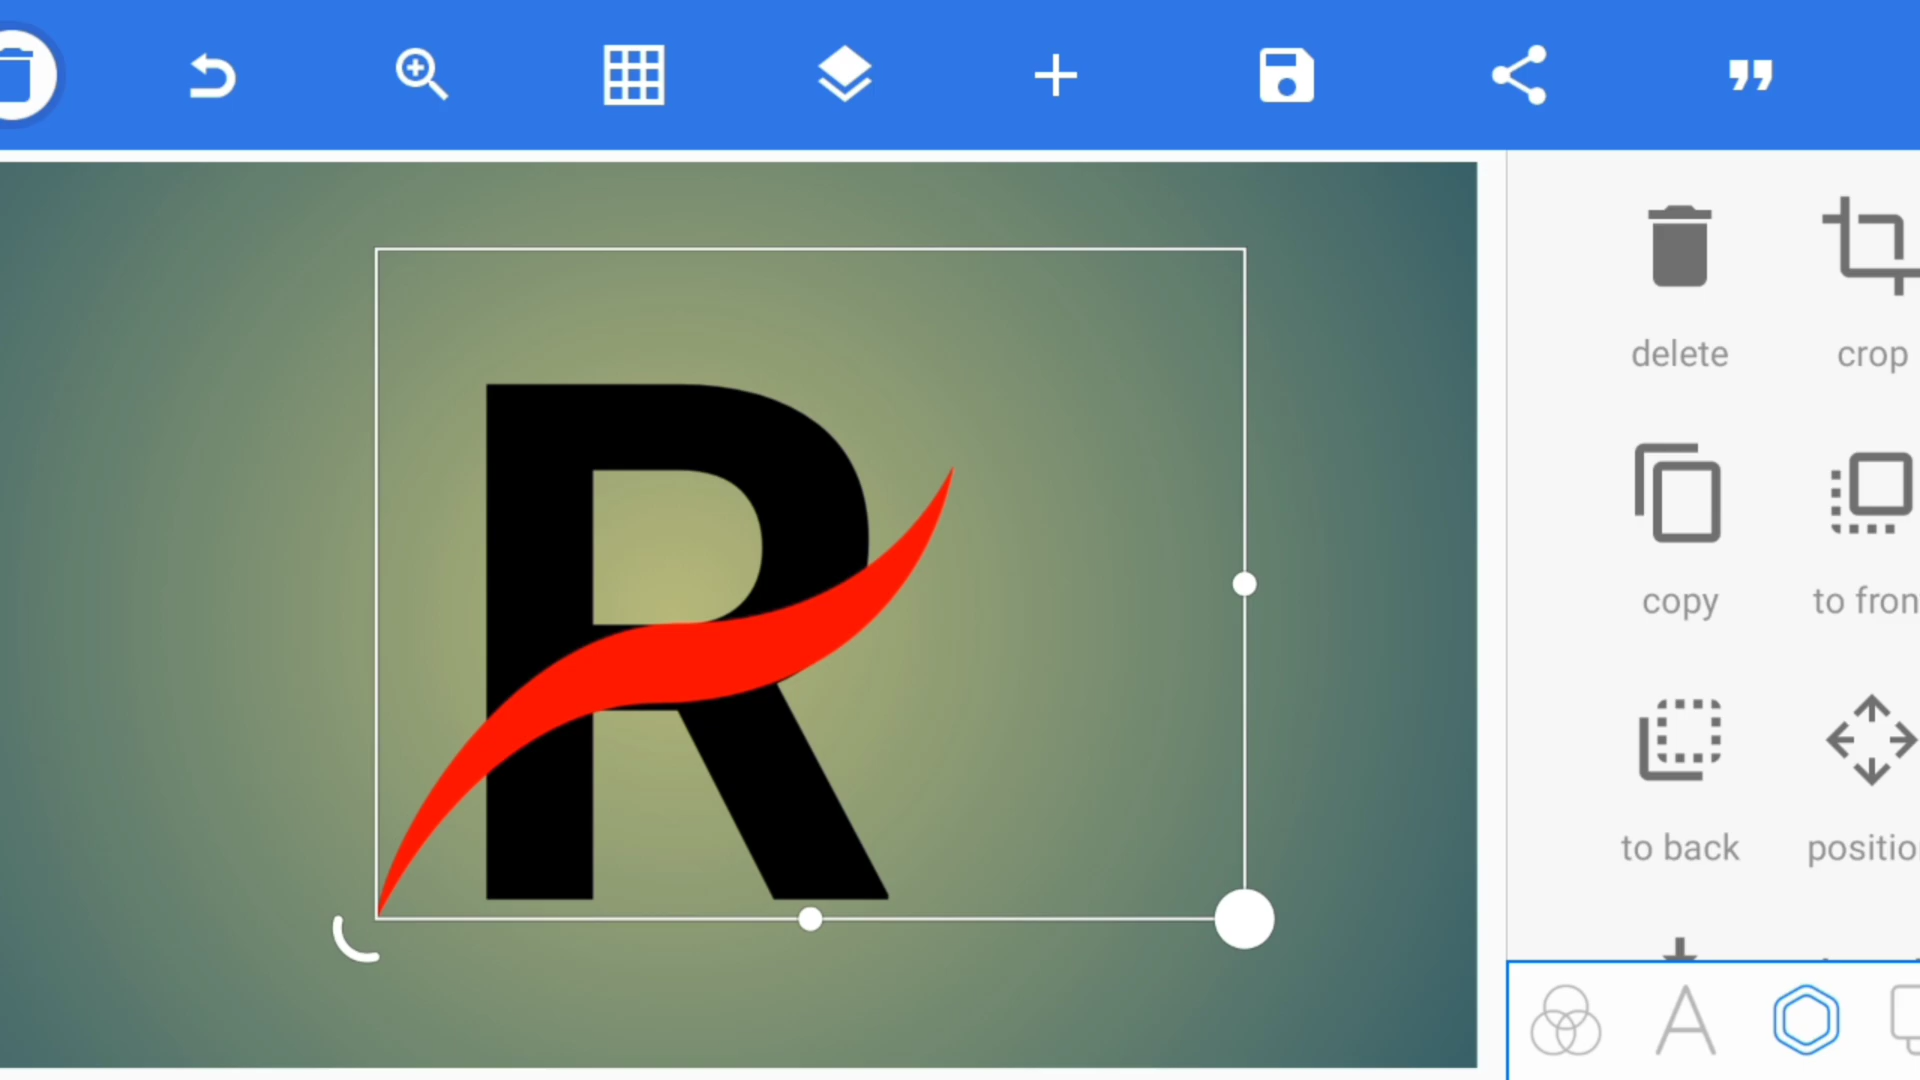 R
delete
crop
copy
to fron
to back
positio